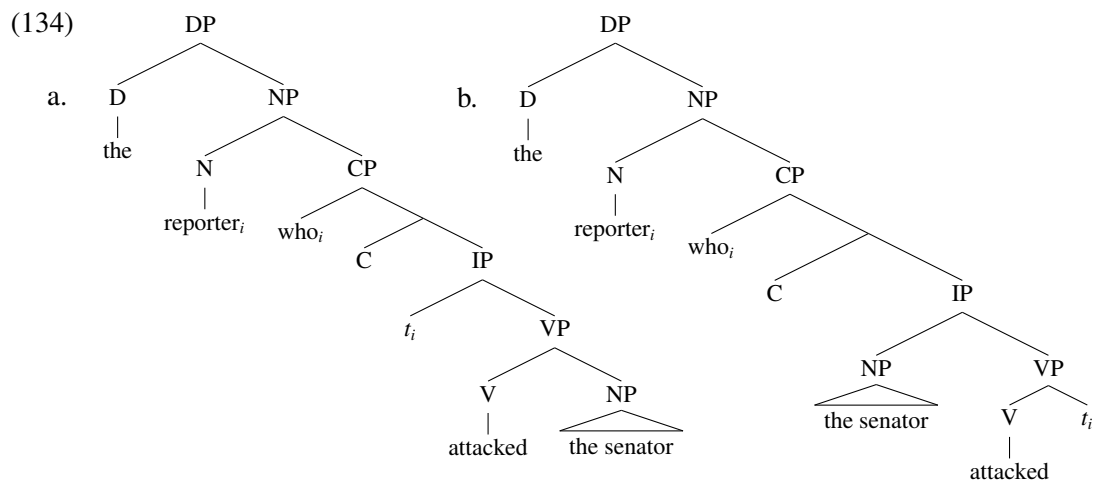 (134) DP DP
a. D NP b. D NP
the the
N CP N CP
reporteri whoi reporteri whoi
C IP C IP
ti VP NP VP
V NP the senator V ti
attacked the senator attacked